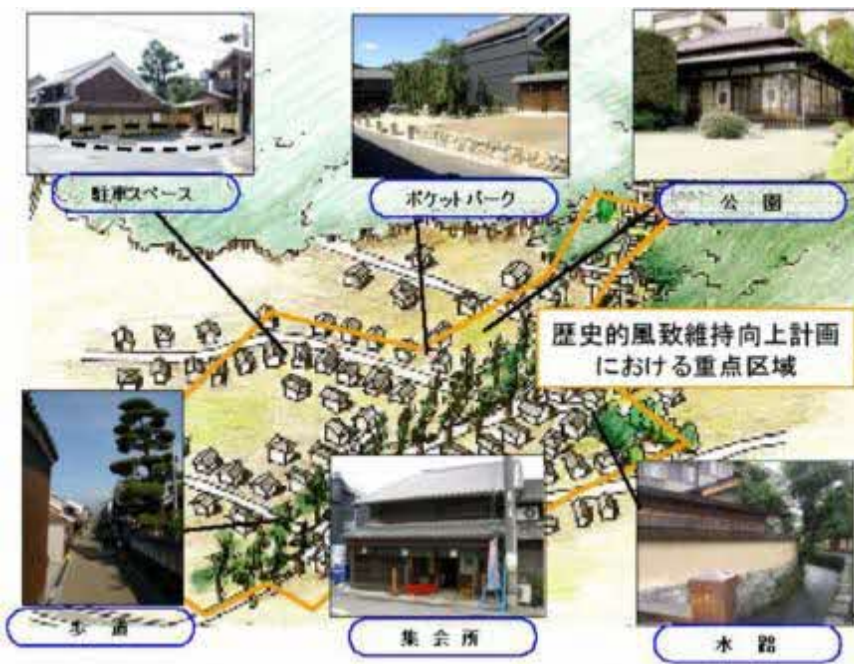 駐車スペース
ポケットパーク
公園
歴史的風致維持向上計画
における重点区域
歩道
集会所
水路